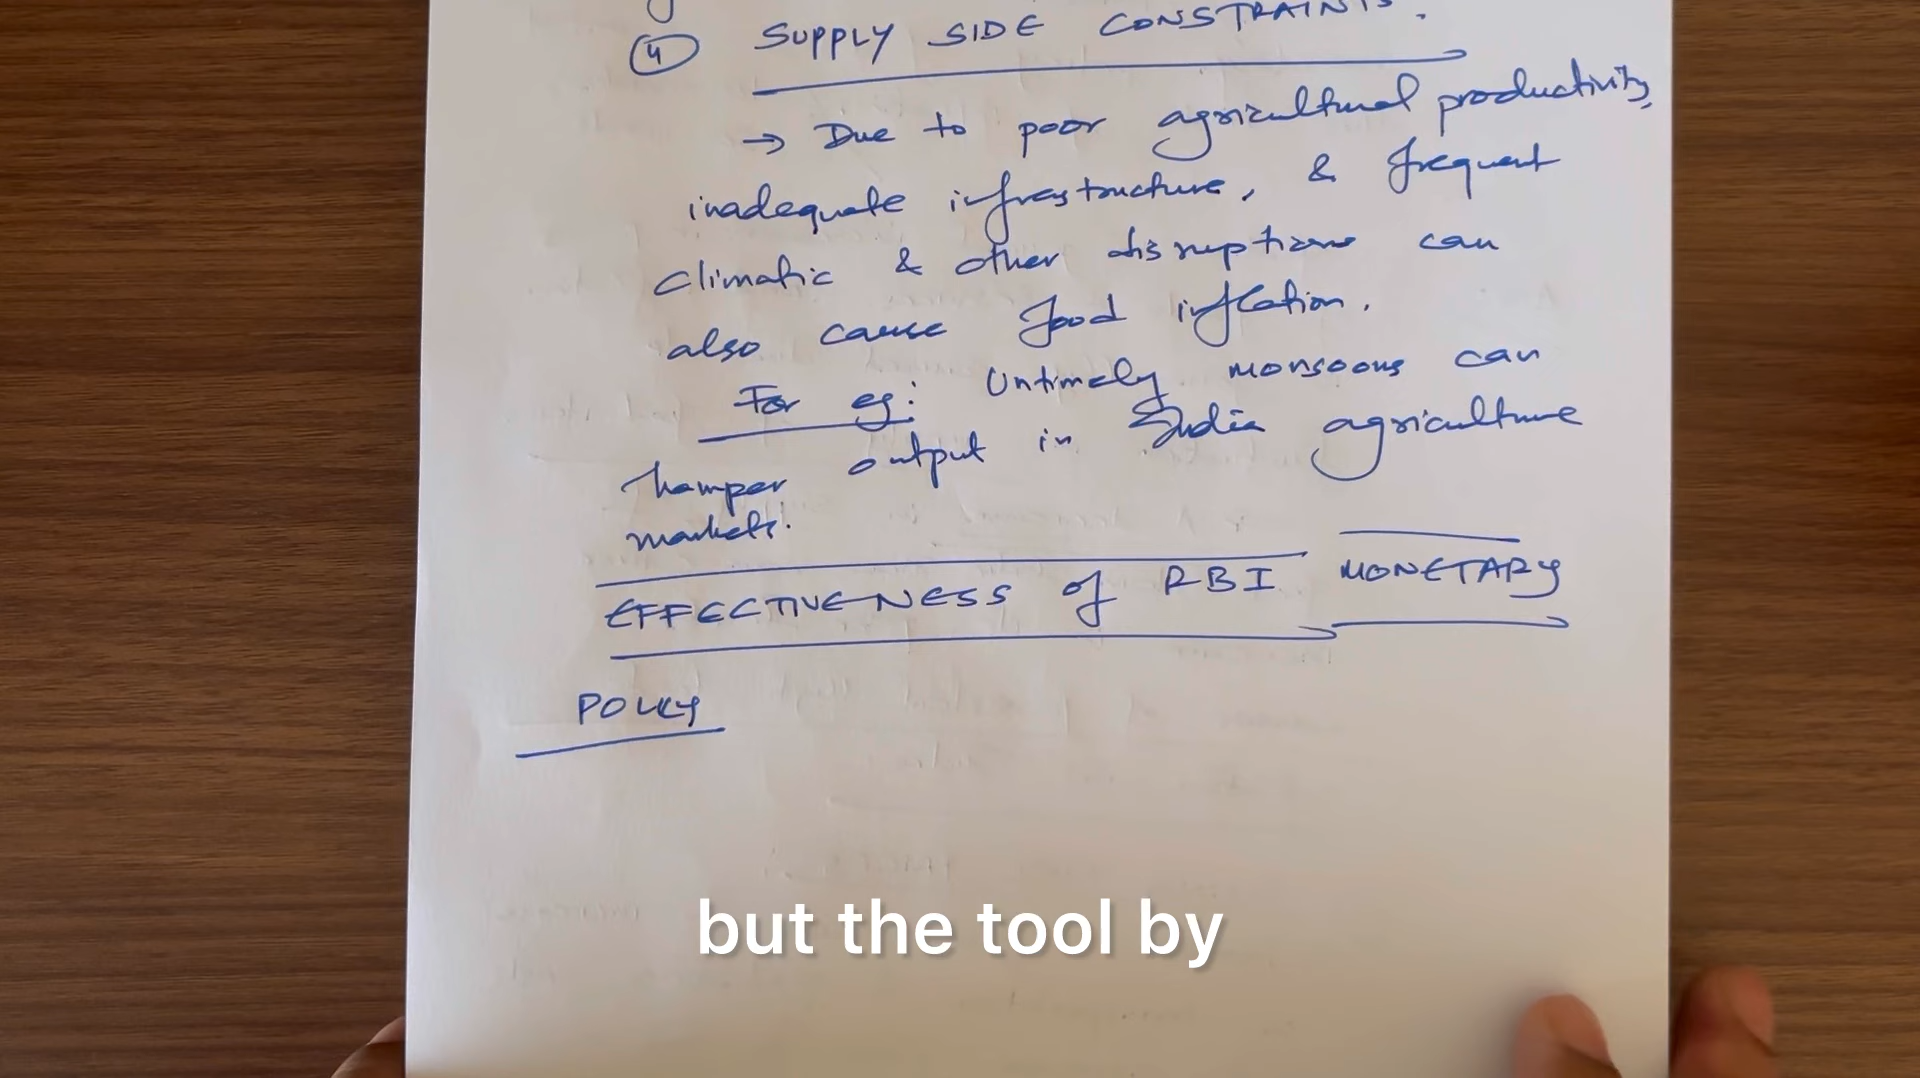 4 SUPPLY SIDE CONSTRAINTS.
→ Due to poor agricultural productivity,
inadequate infrastructure, & frequent
climatic & other disruptions can
also cause food inflation.
For eg: Untimely monsoons can
hamper output in India agriculture
markets.
EFFECTIVENESS of RBI MONETARY
POLICY
but the tool by